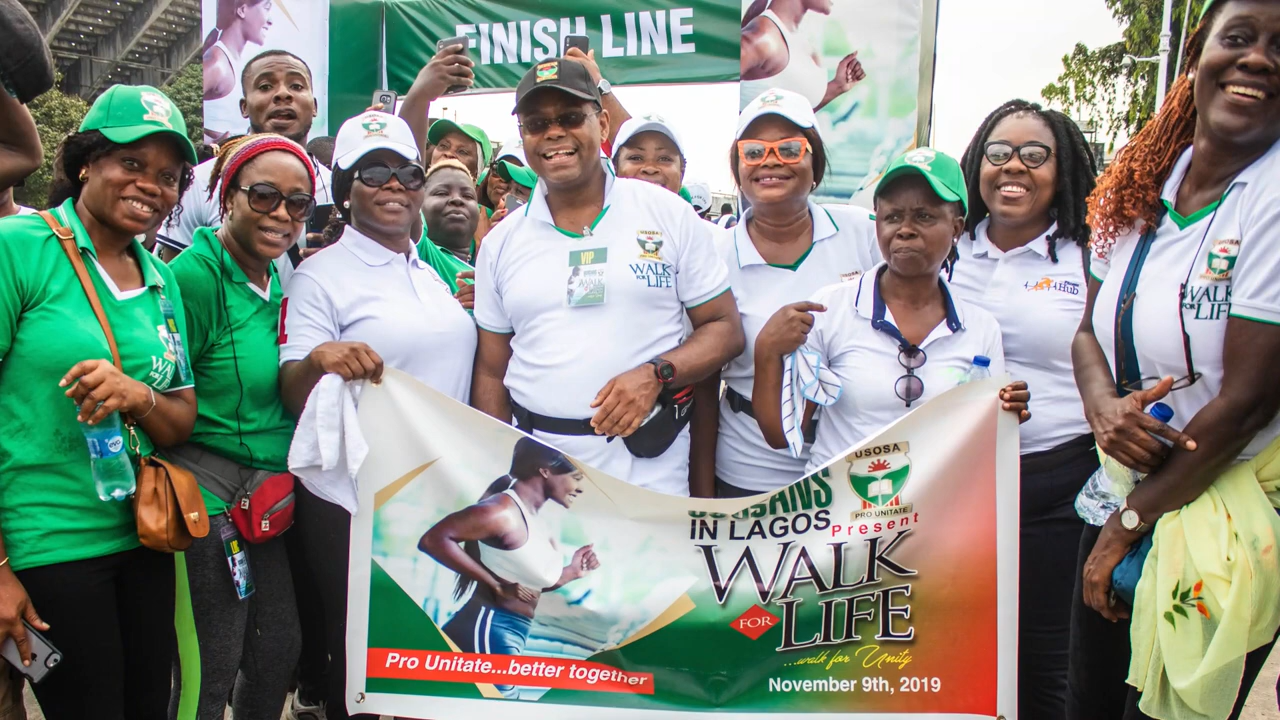 FINISH LINE
VIP
WALK
FOR
LIFE
Hub
WALK
LIFE
USOSA
PRO UNITATE
IN LAGOS
Present
WALK
FOR
LIFE
...walk for Unity
Pro Unitate...better together
November 9th, 2019